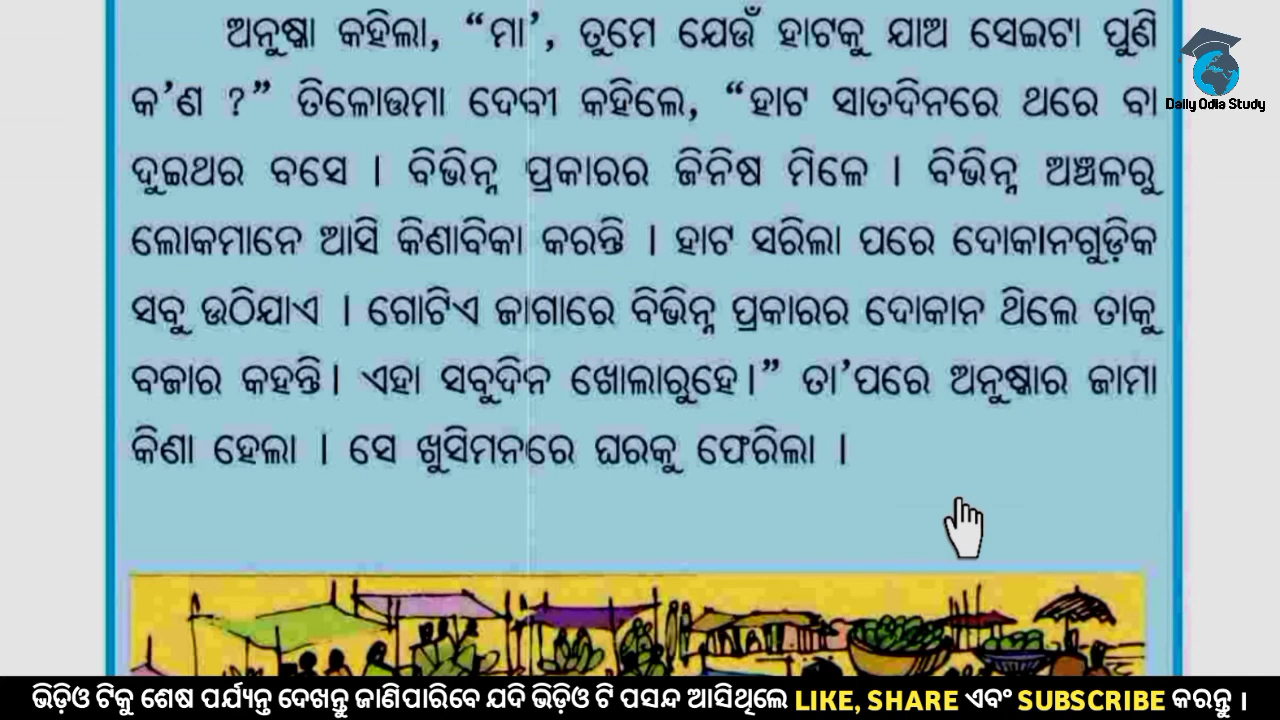 ଅନୁଷ୍କା କହିଲା, “ମା’, ତୁମେ ଯେଉଁ ହାଟକୁ ଯାଅ ସେଇଟା ପୁଣି
କ’ଣ ?” ତିଳୋତ୍ତମା ଦେବୀ କହିଲେ, “ହାଟ ସାତଦିନରେ ଥରେ ବା
ଦୁଇଥର ବସେ । ବିଭିନ୍ନ ପ୍ରକାରର ଜିନିଷ ମିଳେ । ବିଭିନ୍ନ ଅଞ୍ଚଳରୁ
ଲୋକମାନେ ଆସି କିଣାବିକା କରନ୍ତି । ହାଟ ସରିଲା ପରେ ଦୋକାନଗୁଡ଼ିକ
ସବୁ ଉଠିଯାଏ । ଗୋଟିଏ ଜାଗାରେ ବିଭିନ୍ନ ପ୍ରକାରର ଦୋକାନ ଥିଲେ ତାକୁ
ବଜାର କହନ୍ତି। ଏହା ସବୁଦିନ ଖୋଲାରୁହେ।” ତା’ପରେ ଅନୁଷ୍କାର ଜାମା
କିଣା ହେଲା । ସେ ଖୁସିମନରେ ଘରକୁ ଫେରିଲା ।
Daily Odia Study
ଭିଡ଼ିଓ ଟିକୁ ଶେଷ ପର୍ଯ୍ୟନ୍ତ ଦେଖନ୍ତୁ ଜାଣିପାରିବେ ଯଦି ଭିଡ଼ିଓ ଟି ପସନ୍ଦ ଆସିଥିଲେ LIKE, SHARE ଏବଂ SUBSCRIBE କରନ୍ତୁ ।